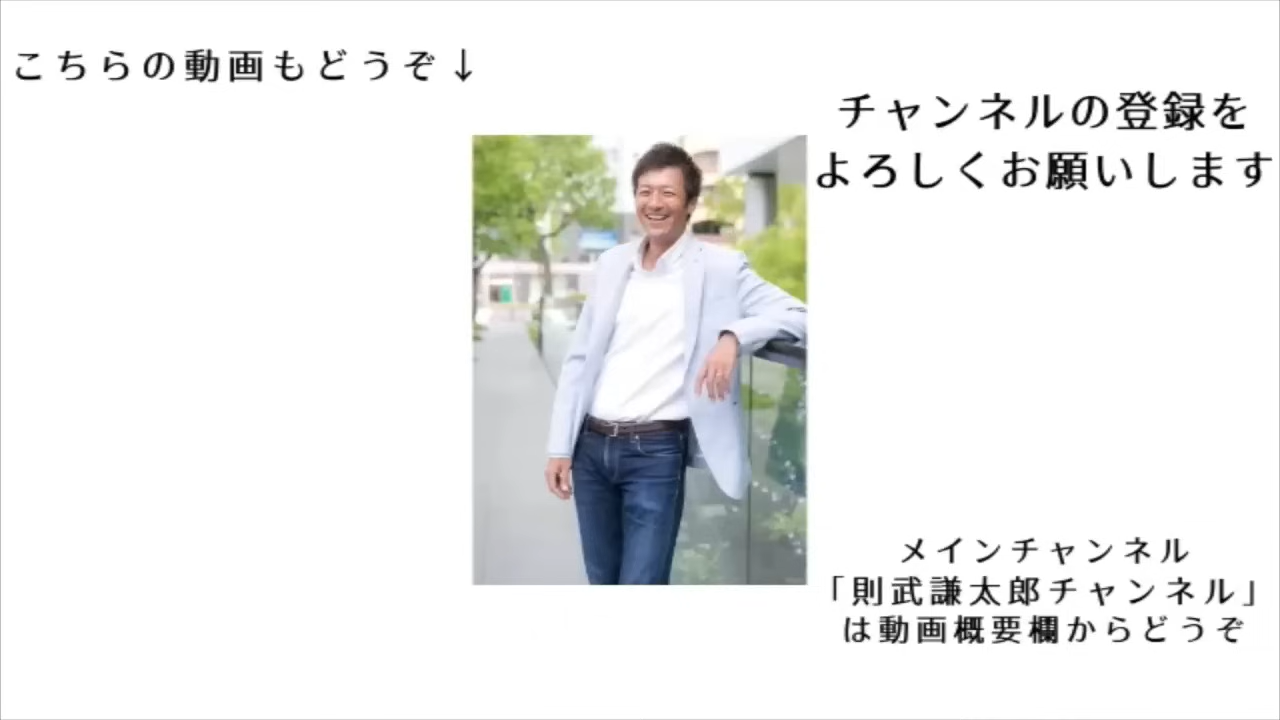 こちらの動画もどうぞ↓
チャンネルの登録を
よろしくお願いします
メインチャンネル
「則武謙太郎チャンネル」
は動画概要欄からどうぞ